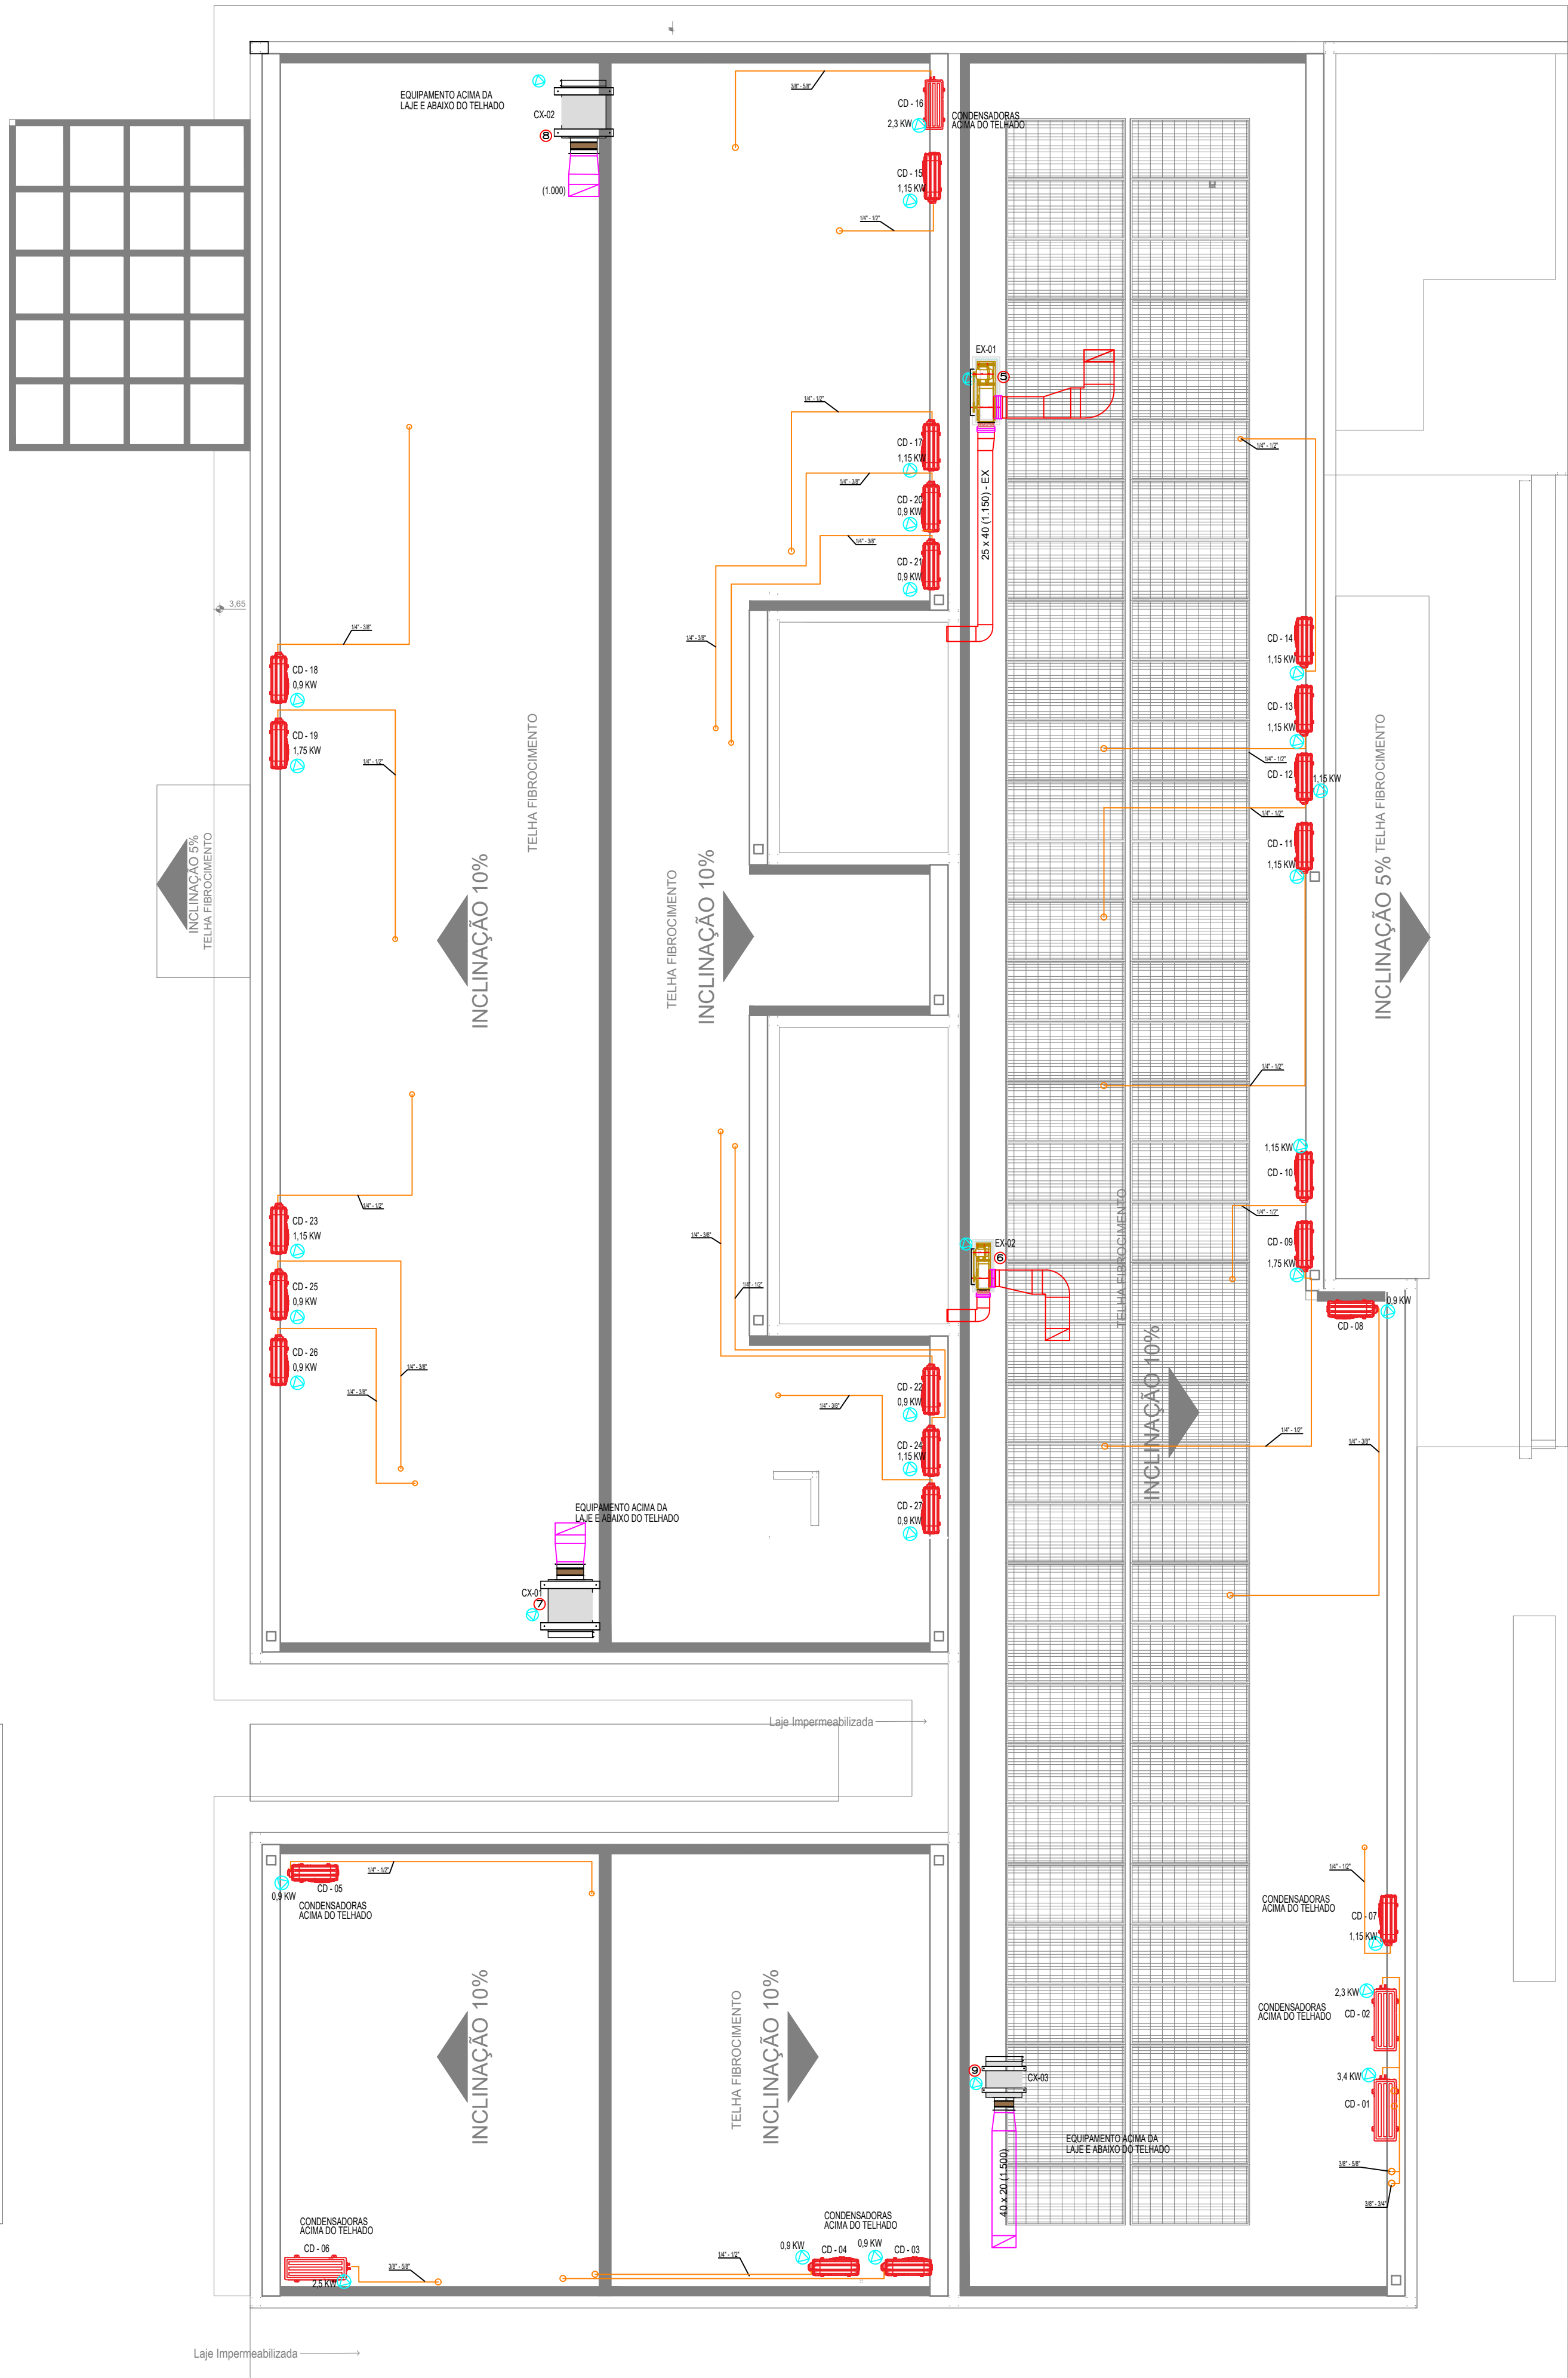 EQUIPAMENTO ACIMA DA
LAJE E ABAIXO DO TELHADO
CX-02
8
(1.000)
3/8" - 5/8"
CD - 16
2,3 KW
CONDENSADORAS
ACIMA DO TELHADO
CD - 15
1,15 KW
1/4" - 1/2"
EX-01
5
25 x 40 (1.150) - EX
1/4" - 1/2"
CD - 17
1,15 KW
1/4" - 3/8"
CD - 20
0,9 KW
1/4" - 3/8"
CD - 21
0,9 KW
1/4" - 3/8"
1/4" - 1/2"
3,65
1/4" - 3/8"
CD - 18
0,9 KW
CD - 19
1,75 KW
1/4" - 1/2"
TELHA FIBROCIMENTO
INCLINAÇÃO 10%
INCLINAÇÃO 5%
TELHA FIBROCIMENTO
TELHA FIBROCIMENTO
INCLINAÇÃO 10%
CD - 14
1,15 KW
CD - 13
1,15 KW
1/4" - 1/2"
CD - 12
1,15 KW
1/4" - 1/2"
CD - 11
1,15 KW
INCLINAÇÃO 5%
TELHA FIBROCIMENTO
1/4" - 1/2"
1,15 KW
CD - 10
1/4" - 1/2"
CD - 09
1,75 KW
0,9 KW
CD - 08
1/4" - 1/2"
1/4" - 3/8"
TELHA FIBROCIMENTO
INCLINAÇÃO 10%
EX-02
6
1/4" - 3/8"
1/4" - 1/2"
1/4" - 1/2"
CD - 23
1,15 KW
CD - 25
0,9 KW
CD - 26
0,9 KW
1/4" - 3/8"
1/4" - 3/8"
CD - 22
0,9 KW
1/4" - 3/8"
CD - 24
1,15 KW
CD - 27
0,9 KW
EQUIPAMENTO ACIMA DA
LAJE E ABAIXO DO TELHADO
CX-01
7
Laje Impermeabilizada
1/4" - 1/2"
CD - 05
0,9 KW
CONDENSADORAS
ACIMA DO TELHADO
INCLINAÇÃO 10%
TELHA FIBROCIMENTO
INCLINAÇÃO 10%
1/4" - 1/2"
CONDENSADORAS
ACIMA DO TELHADO
CD - 07
1,15 KW
2,3 KW
CONDENSADORAS
ACIMA DO TELHADO
CD - 02
3,4 KW
CD - 01
3/8" - 5/8"
3/8" - 3/4"
9
CX-03
EQUIPAMENTO ACIMA DA
LAJE E ABAIXO DO TELHADO
40 x 20 (1.500)
CONDENSADORAS
ACIMA DO TELHADO
CD - 06
2,5 KW
3/8" - 5/8"
CONDENSADORAS
ACIMA DO TELHADO
0,9 KW
CD - 04
0,9 KW
CD - 03
1/4" - 1/2"
Laje Impermeabilizada